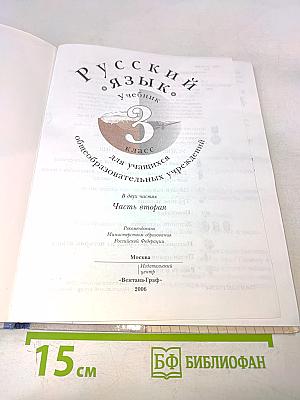 Русский
язык
Учебник
3
класс
для учащихся
общеобразовательных учреждений
В двух частях
Часть вторая
Рекомендовано
Министерством образования
Российской Федерации
Москва
Издательский
центр
«Вентана-Граф»
2006
15 см
БФ БИБЛИОФАН